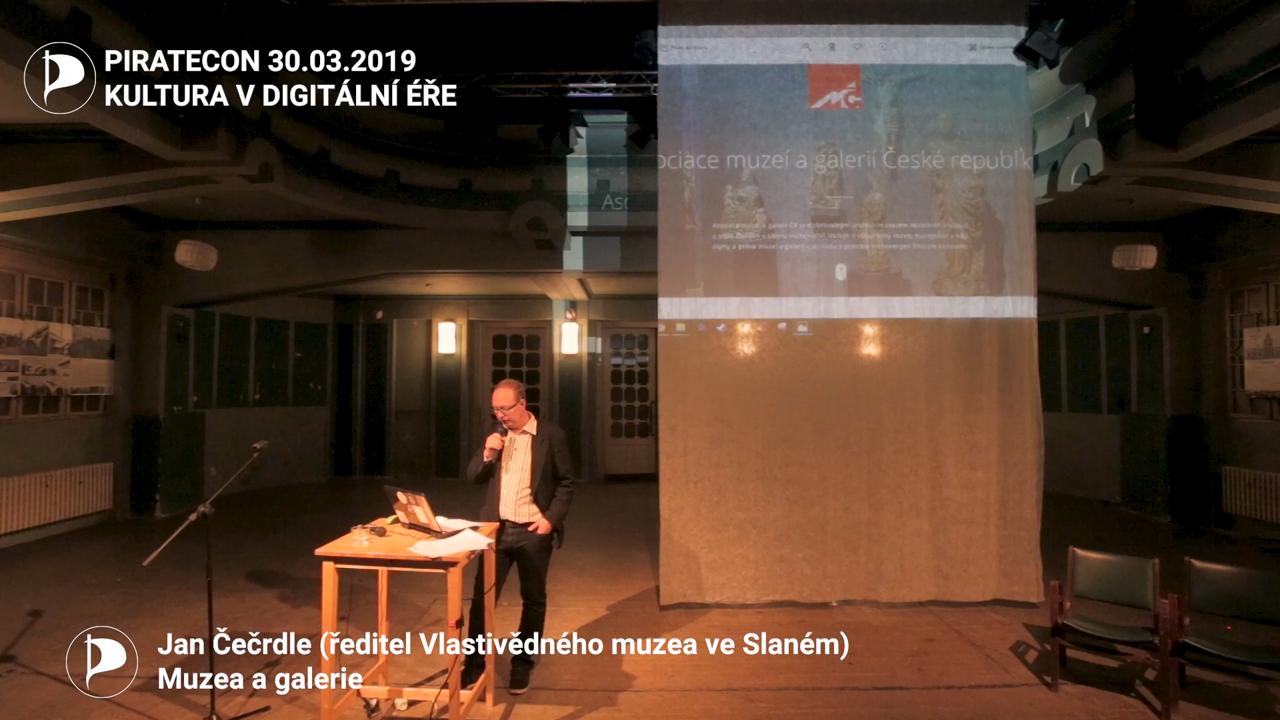 PIRATECON 30.03.2019
KULTURA V DIGITÁLNÍ ÉŘE
ociace muzeí a galerií České republik
Aso
Jan Čečrdle (ředitel Vlastivědného muzea ve Slaném)
Muzea a galerie